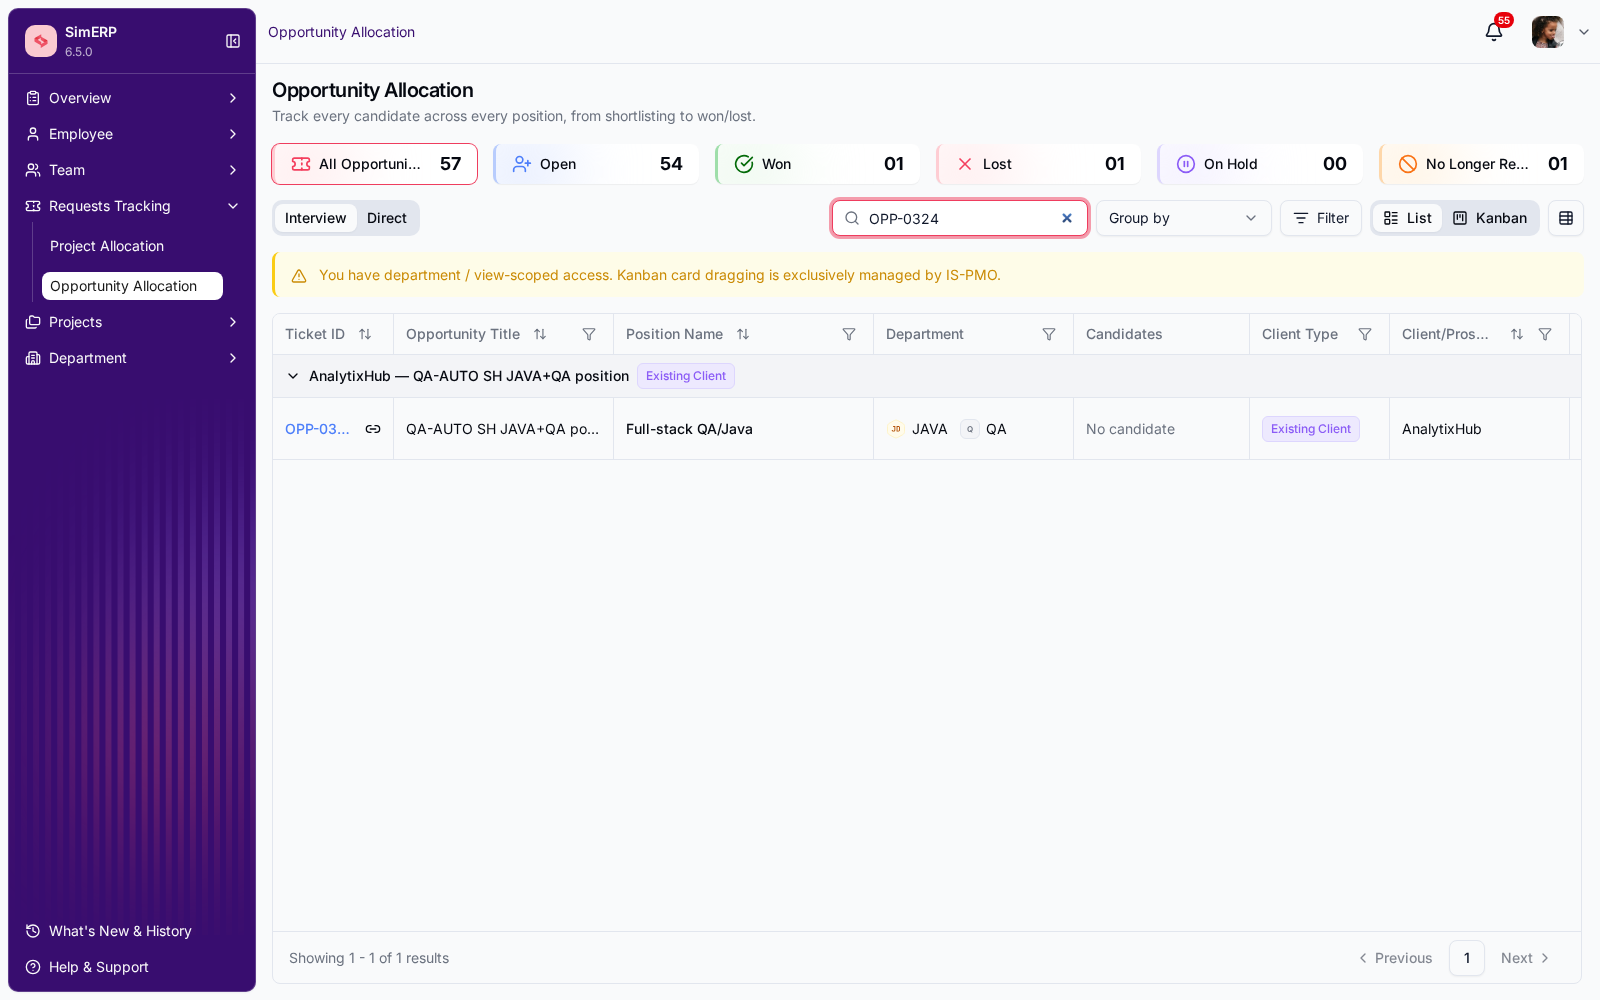 SimERP
6.5.0
Overview
Employee
Team
Requests Tracking
Project Allocation
Opportunity Allocation
Projects
Department
What's New & History
Help & Support
Opportunity Allocation
55
Opportunity Allocation
Track every candidate across every position, from shortlisting to won/lost.
All Opportuni... 57
Open 54
Won 01
Lost 01
On Hold 00
No Longer Re... 01
Interview Direct
OPP-0324
Group by
Filter
List Kanban
You have department / view-scoped access. Kanban card dragging is exclusively managed by IS-PMO.
Ticket ID Opportunity Title Position Name Department Candidates Client Type Client/Pros...
AnalytixHub — QA-AUTO SH JAVA+QA position Existing Client
OPP-03... QA-AUTO SH JAVA+QA po... Full-stack QA/Java JD JAVA Q QA No candidate Existing Client AnalytixHub
Showing 1 - 1 of 1 results
Previous 1 Next